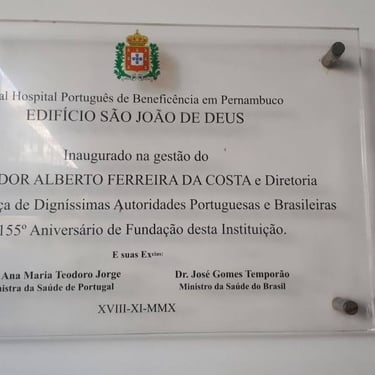 al Hospital Português de Beneficência em Pernambuco
EDIFÍCIO SÃO JOÃO DE DEUS
Inaugurado na gestão do
DOR ALBERTO FERREIRA DA COSTA e Diretoria
ça de Digníssimas Autoridades Portuguesas e Brasileiras
155º Aniversário de Fundação desta Instituição.
E suas Exªˢ:
Ana Maria Teodoro Jorge
Dr. José Gomes Temporão
nistra da Saúde de Portugal
Ministro da Saúde do Brasil
XVIII-XI-MMX